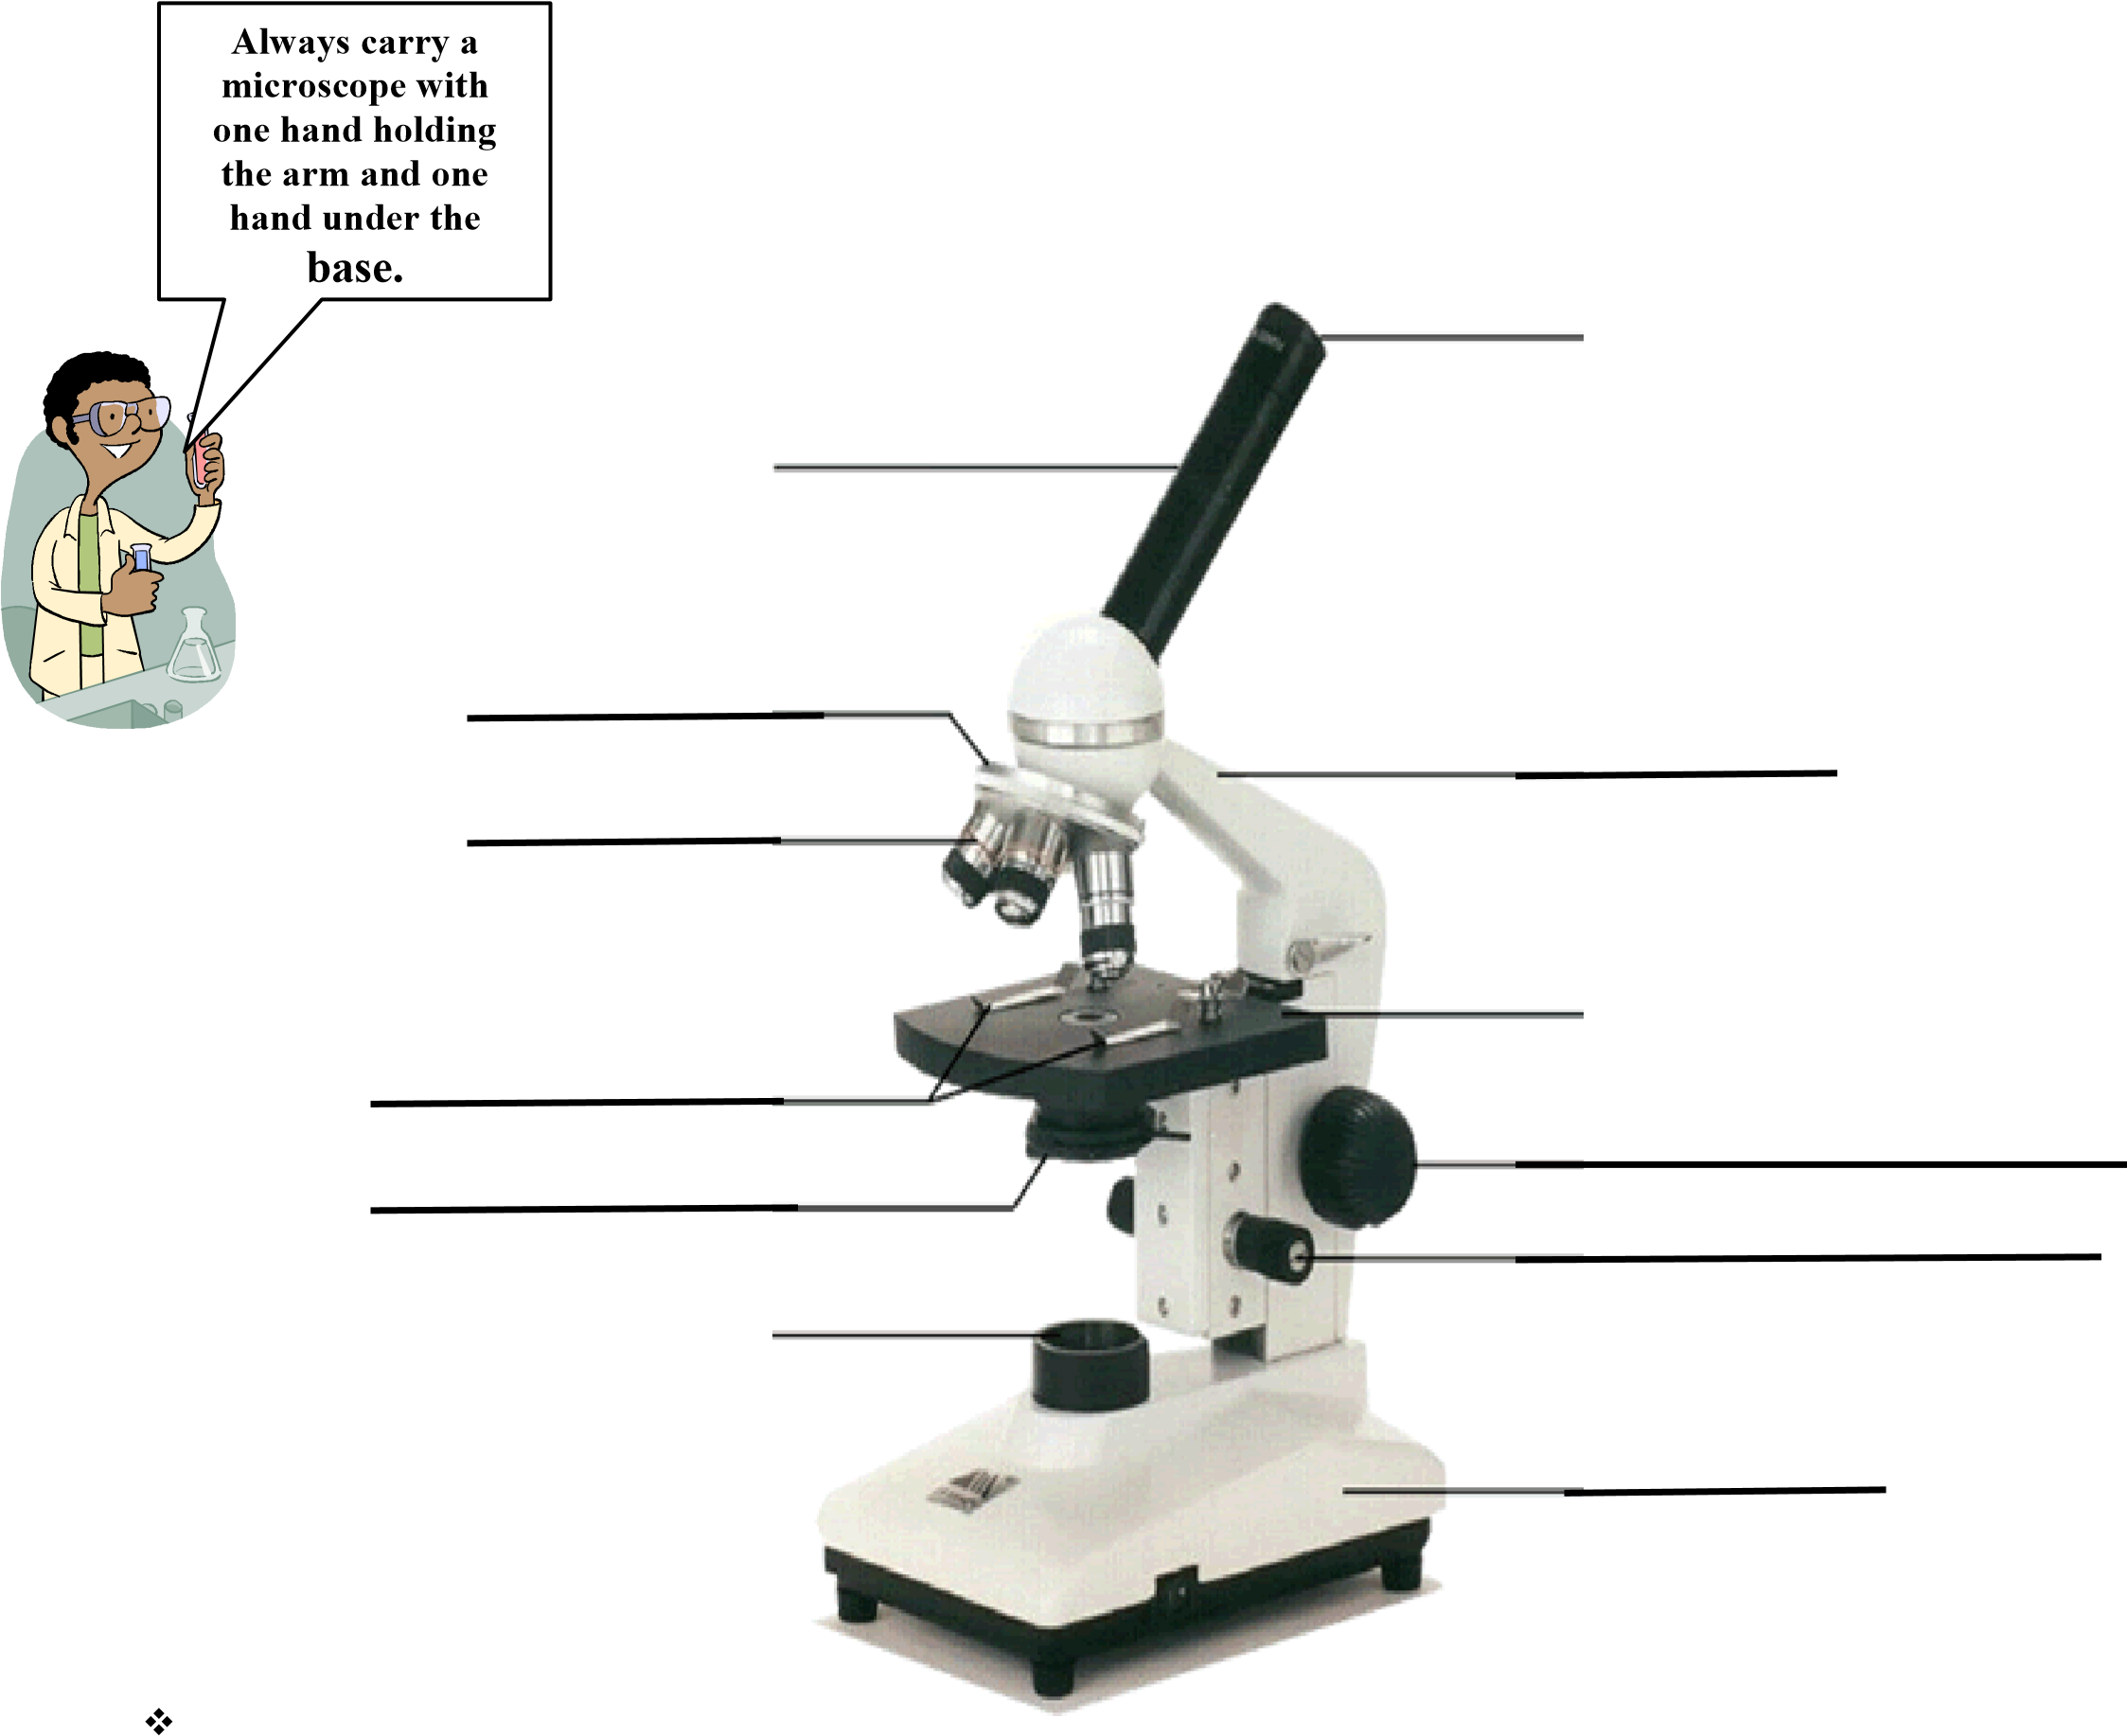 Always carry a
microscope with
one hand holding
the arm and one
hand under the
base.